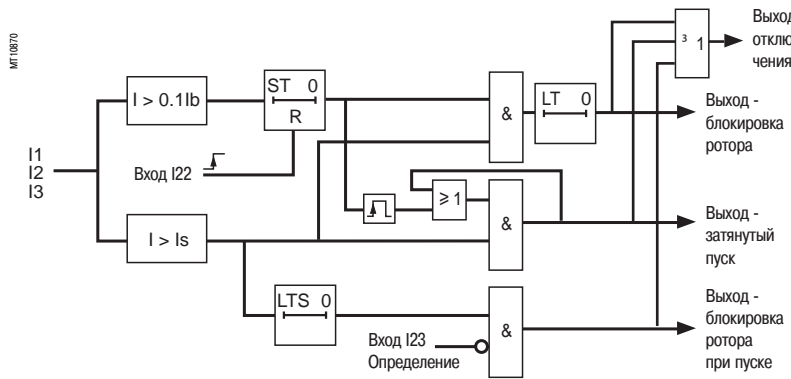 MT10870
Выход
отклю
чения
3 1
I > 0.1Ib
ST 0
R
&
LT 0
Выход -
блокировка
ротора
I1
I2
I3
Вход I22
≥ 1
I > Is
&
Выход -
затянутый
пуск
LTS 0
Вход I23
Определение
&
Выход -
блокировка
ротора
при пуске